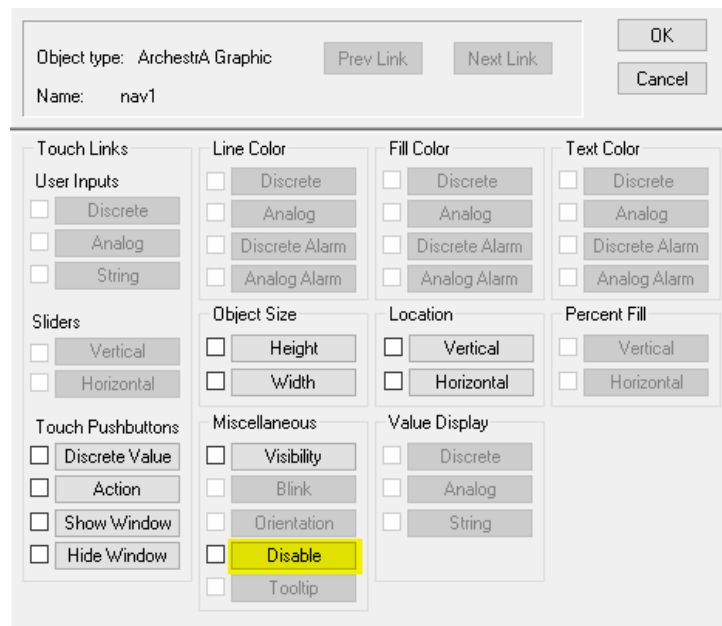 Object type: ArchestrA Graphic
Prev Link
Next Link
OK
Cancel
Name: nav1
Touch Links
User Inputs
Discrete
Analog
String
Sliders
Vertical
Horizontal
Touch Pushbuttons
Discrete Value
Action
Show Window
Hide Window
Line Color
Discrete
Analog
Discrete Alarm
Analog Alarm
Object Size
Height
Width
Miscellaneous
Visibility
Blink
Orientation
Disable
Tooltip
Fill Color
Discrete
Analog
Discrete Alarm
Analog Alarm
Location
Vertical
Horizontal
Value Display
Discrete
Analog
String
Text Color
Discrete
Analog
Discrete Alarm
Analog Alarm
Percent Fill
Vertical
Horizontal